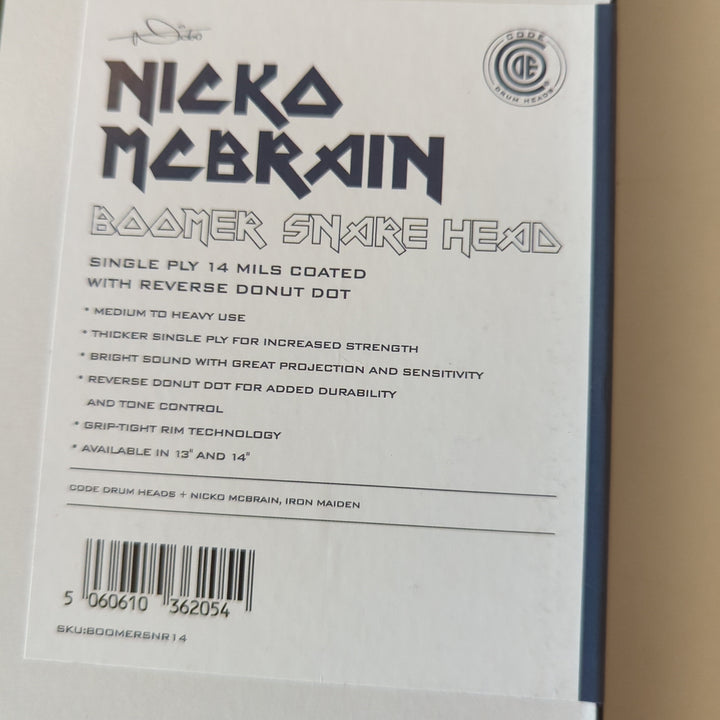 Nicko
CODE
DRUM HEADS
NICKO
MCBRAIN
BOOMER SNARE HEAD
SINGLE PLY 14 MILS COATED
WITH REVERSE DONUT DOT
* MEDIUM TO HEAVY USE
* THICKER SINGLE PLY FOR INCREASED STRENGTH
* BRIGHT SOUND WITH GREAT PROJECTION AND SENSITIVITY
* REVERSE DONUT DOT FOR ADDED DURABILITY
AND TONE CONTROL
* GRIP-TIGHT RIM TECHNOLOGY
* AVAILABLE IN 13" AND 14"
CODE DRUM HEADS + NICKO MCBRAIN, IRON MAIDEN
5 060610 362054
SKU:BOOMERSNR14